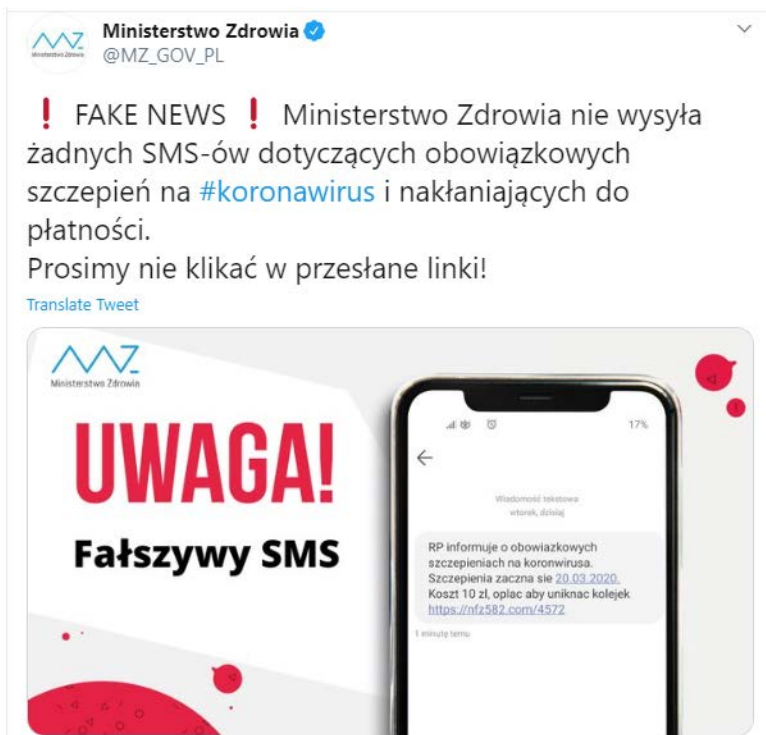 Ministerstwo Zdrowia
@MZ_GOV_PL
❗ FAKE NEWS ❗ Ministerstwo Zdrowia nie wysyła
żadnych SMS-ów dotyczących obowiązkowych
szczepień na #koronawirus i nakłaniających do
płatności.
Prosimy nie klikać w przesłane linki!
Translate Tweet
Ministerstwo Zdrowia
UWAGA!
Fałszywy SMS
17%
Wiadomość tekstowa
wtorek, dzisiaj
RP informuje o obowiazkowych
szczepieniach na koronwirusa.
Szczepienia zaczna sie 20.03.2020.
Koszt 10 zl, oplac aby uniknac kolejek
https://nfz582.com/4572
1 minutę temu